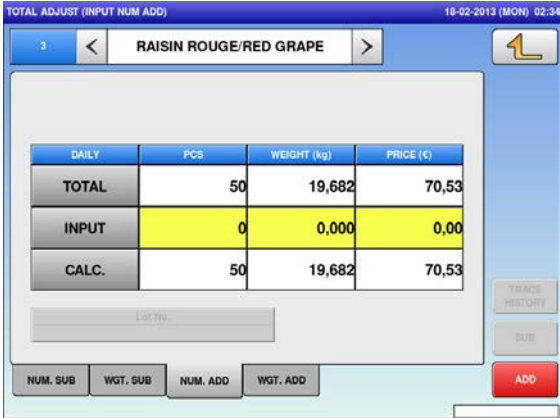 TOTAL ADJUST (INPUT NUM ADD) 18-02-2013 (MON) 02:34
3 < RAISIN ROUGE/RED GRAPE >
DAILY PCS WEIGHT (kg) PRICE (€)
TOTAL 50 19,682 70,53
INPUT 0 0,000 0,00
CALC. 50 19,682 70,53
TRACE HISTORY
Lot No.
SUB
NUM. SUB WGT. SUB NUM. ADD WGT. ADD ADD